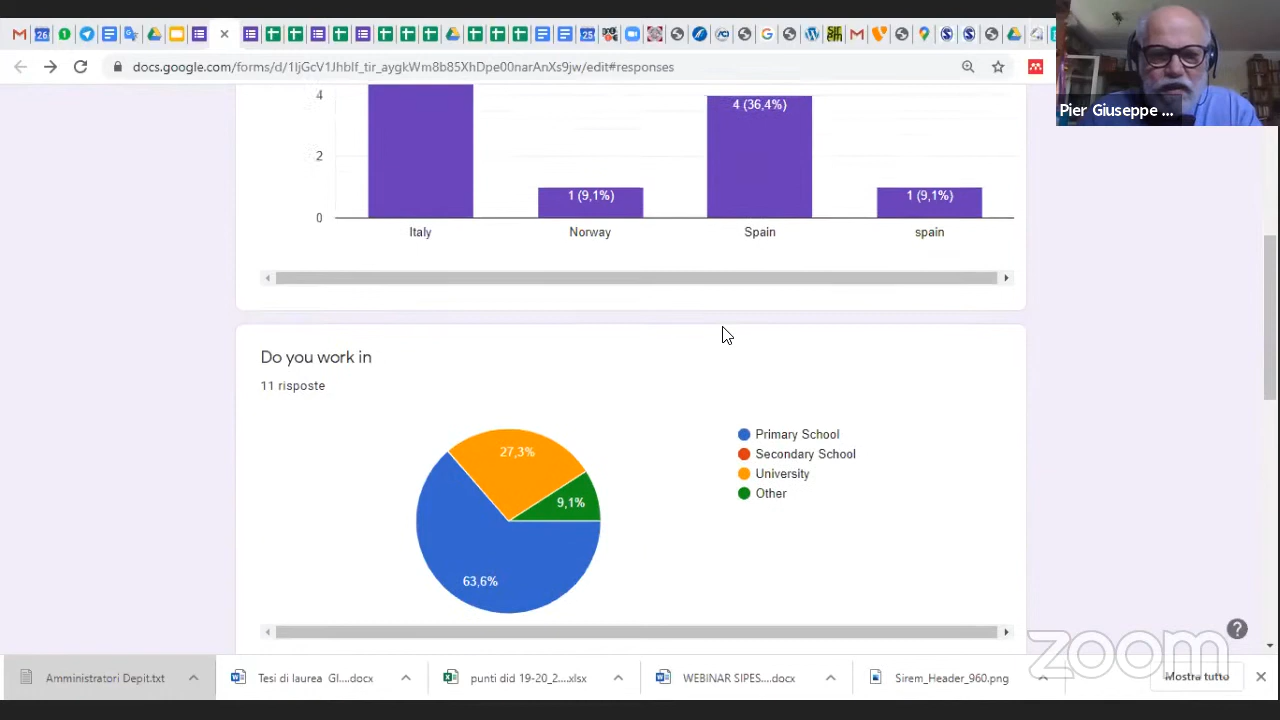 docs.google.com/forms/d/1ljGcV1Jhblf_tir_aygkWm8b85XhDpe0UnarAnXs9jw/edit#responses
Pier Giuseppe ...
4
4 (36,4%)
2
1 (9,1%)
1 (9,1%)
0
Italy
Norway
Spain
spain
Do you work in
11 risposte
27,3%
9,1%
63,6%
Primary School
Secondary School
University
Other
zoom
Amministratori Depit.txt
Tesi di laurea GI....docx
punti did 19-20_2....xlsx
WEBINAR SIPES....docx
Sirem_Header_960.png
Mostra tutto